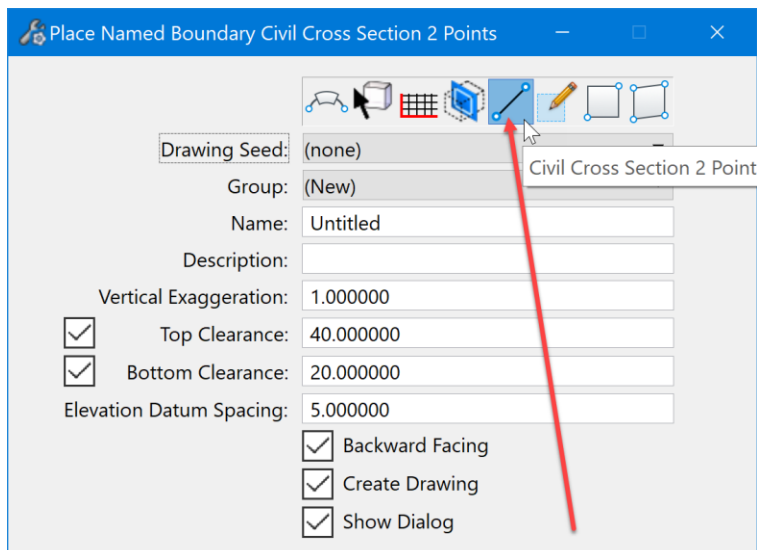 Place Named Boundary Civil Cross Section 2 Points
Drawing Seed: (none)
Civil Cross Section 2 Point
Group: (New)
Name: Untitled
Description:
Vertical Exaggeration: 1.000000
Top Clearance: 40.000000
Bottom Clearance: 20.000000
Elevation Datum Spacing: 5.000000
Backward Facing
Create Drawing
Show Dialog